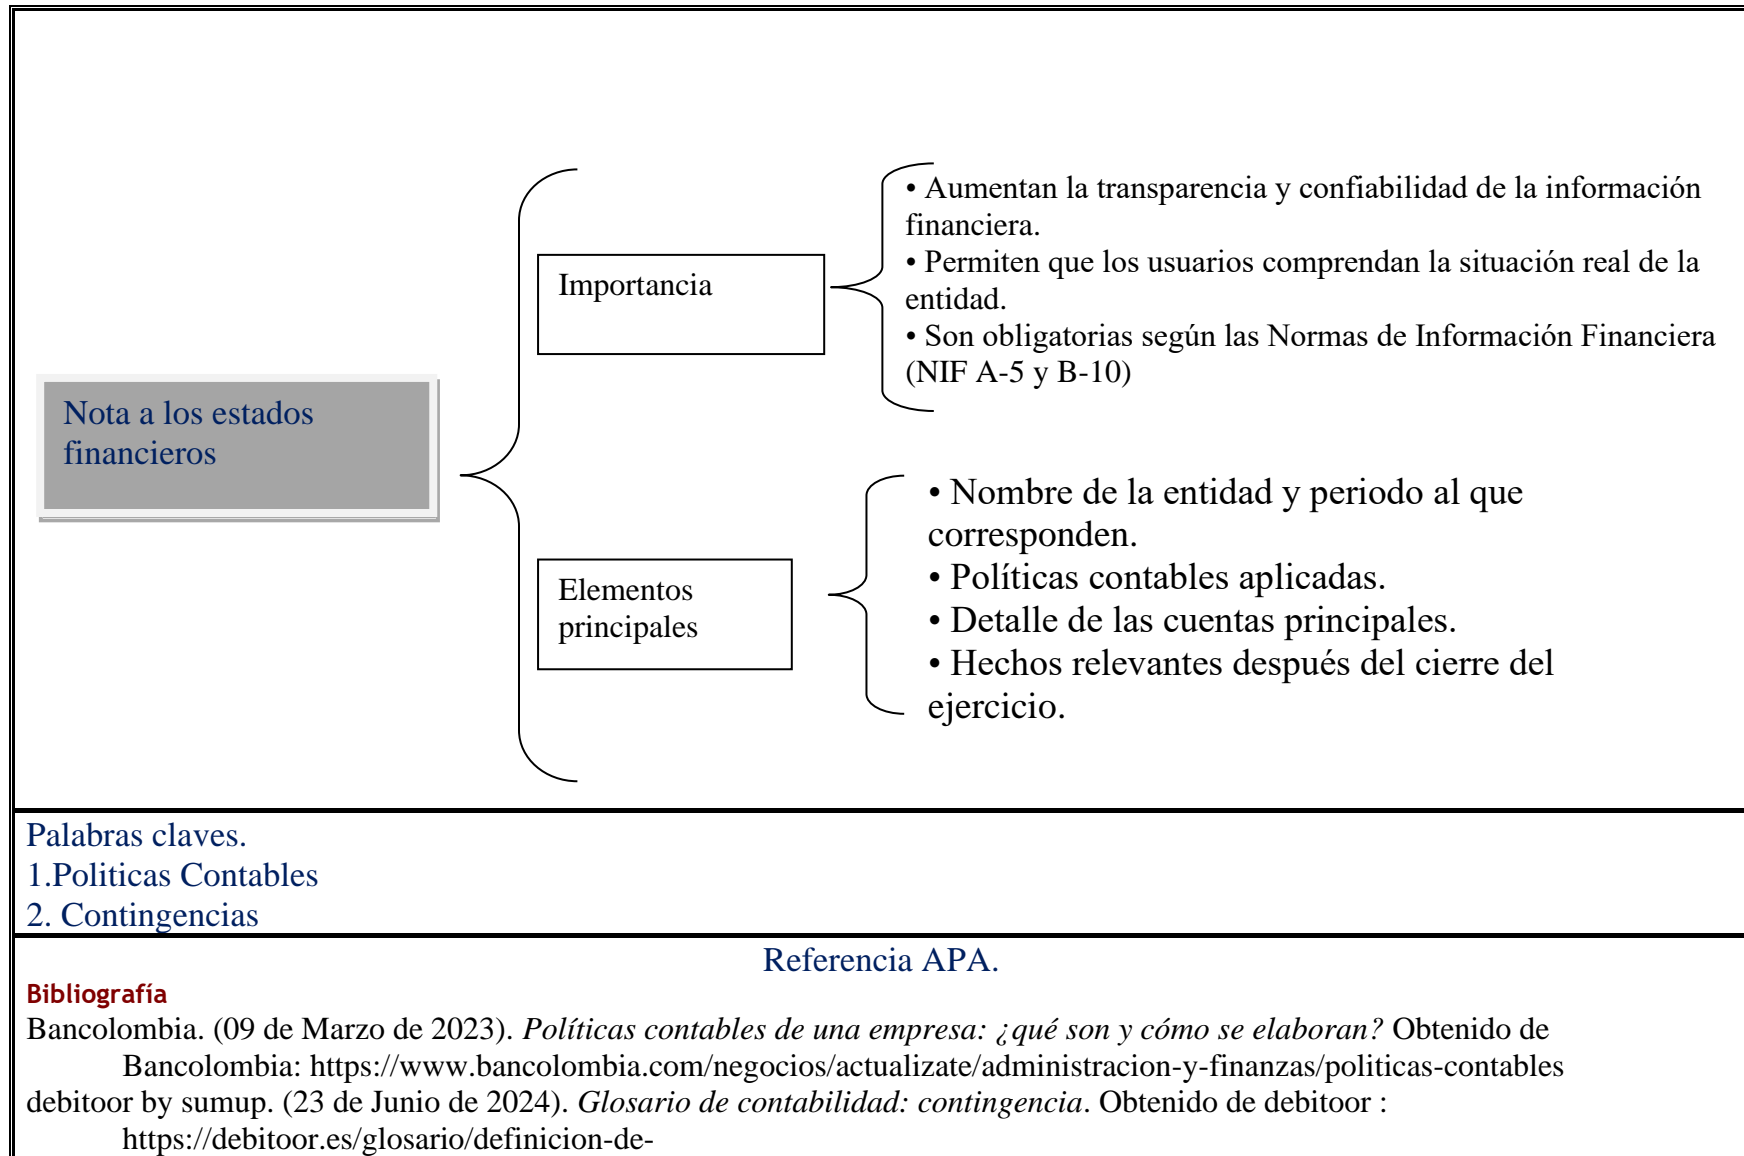 Nota a los estados
financieros
Importancia
• Aumentan la transparencia y confiabilidad de la información
financiera.
• Permiten que los usuarios comprendan la situación real de la
entidad.
• Son obligatorias según las Normas de Información Financiera
(NIF A-5 y B-10)
Elementos
principales
• Nombre de la entidad y periodo al que
corresponden.
• Políticas contables aplicadas.
• Detalle de las cuentas principales.
• Hechos relevantes después del cierre del
ejercicio.
Palabras claves.
1.Politicas Contables
2. Contingencias
Referencia APA.
Bibliografía
Bancolombia. (09 de Marzo de 2023). Políticas contables de una empresa: ¿qué son y cómo se elaboran? Obtenido de
Bancolombia: https://www.bancolombia.com/negocios/actualizate/administracion-y-finanzas/politicas-contables
debitoor by sumup. (23 de Junio de 2024). Glosario de contabilidad: contingencia. Obtenido de debitoor :
https://debitoor.es/glosario/definicion-de-